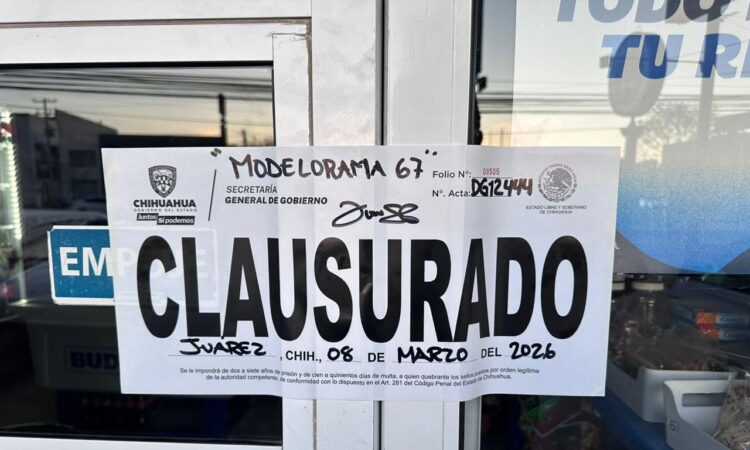 TODO
TU RE
"MODELORAMA 67"
Folio N°: 08509
N°. Acta: DG12444
CHIHUAHUA
GOBIERNO DEL ESTADO
Juntos Sí podemos
SECRETARÍA
GENERAL DE GOBIERNO
ESTADO LIBRE Y SOBERANO
DE CHIHUAHUA
EMP
CLAUSURADO
JUAREZ, CHIH., 08 DE MARZO DEL 2026
Se le impondrá de dos a siete años de prisión y de cien a quinientos días de multa, a quien quebrante los sellos puestos por orden legítima
de la autoridad competente, de conformidad con lo dispuesto en el Art. 281 del Código Penal del Estado de Chihuahua.
BUD